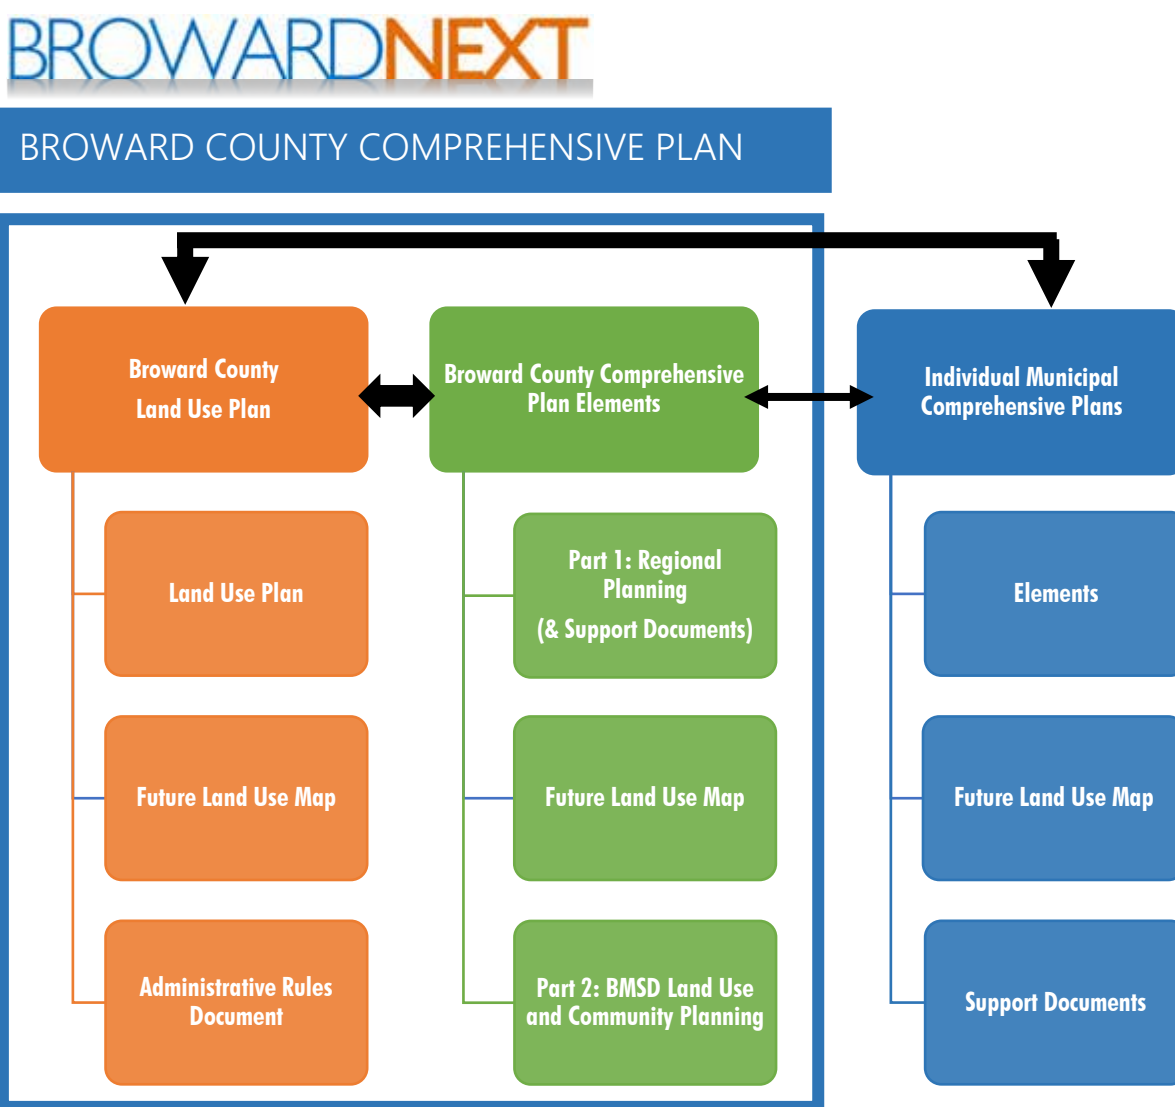 BROWARDNEXT
BROWARD COUNTY COMPREHENSIVE PLAN
Broward County
Land Use Plan
Land Use Plan
Future Land Use Map
Administrative Rules
Document
Broward County Comprehensive
Plan Elements
Part 1: Regional
Planning
(& Support Documents)
Future Land Use Map
Part 2: BMSD Land Use
and Community Planning
Individual Municipal
Comprehensive Plans
Elements
Future Land Use Map
Support Documents